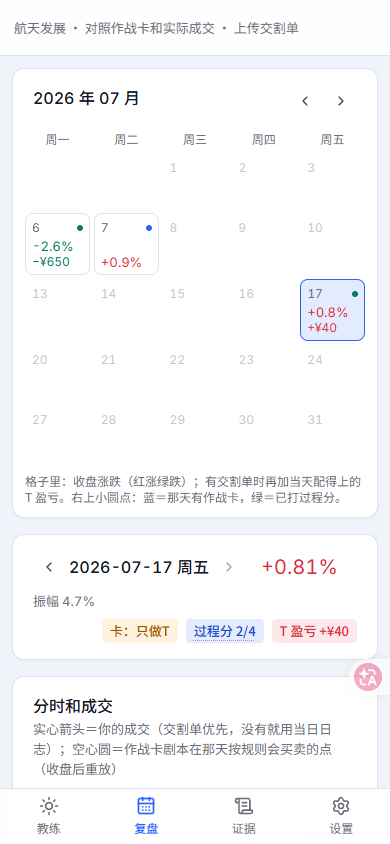 航天发展 · 对照作战卡和实际成交 · 上传交割单
2026 年 07 月
周一 周二 周三 周四 周五
1 2 3
6 7 8 9 10
-2.6% +0.9%
−¥650
13 14 15 16 17
+0.8%
+¥40
20 21 22 23 24
27 28 29 30 31
格子里：收盘涨跌（红涨绿跌）；有交割单时再加当天配得上的
T 盈亏。右上小圆点：蓝＝那天有作战卡，绿＝已打过程分。
2026-07-17 周五 +0.81%
振幅 4.7%
卡：只做T 过程分 2/4 T 盈亏 +¥40
分时和成交
实心箭头＝你的成交（交割单优先，没有就用当日日
志）；空心圆＝作战卡剧本在那天按规则会买卖的点
（收盘后重放）
教练 复盘 证据 设置